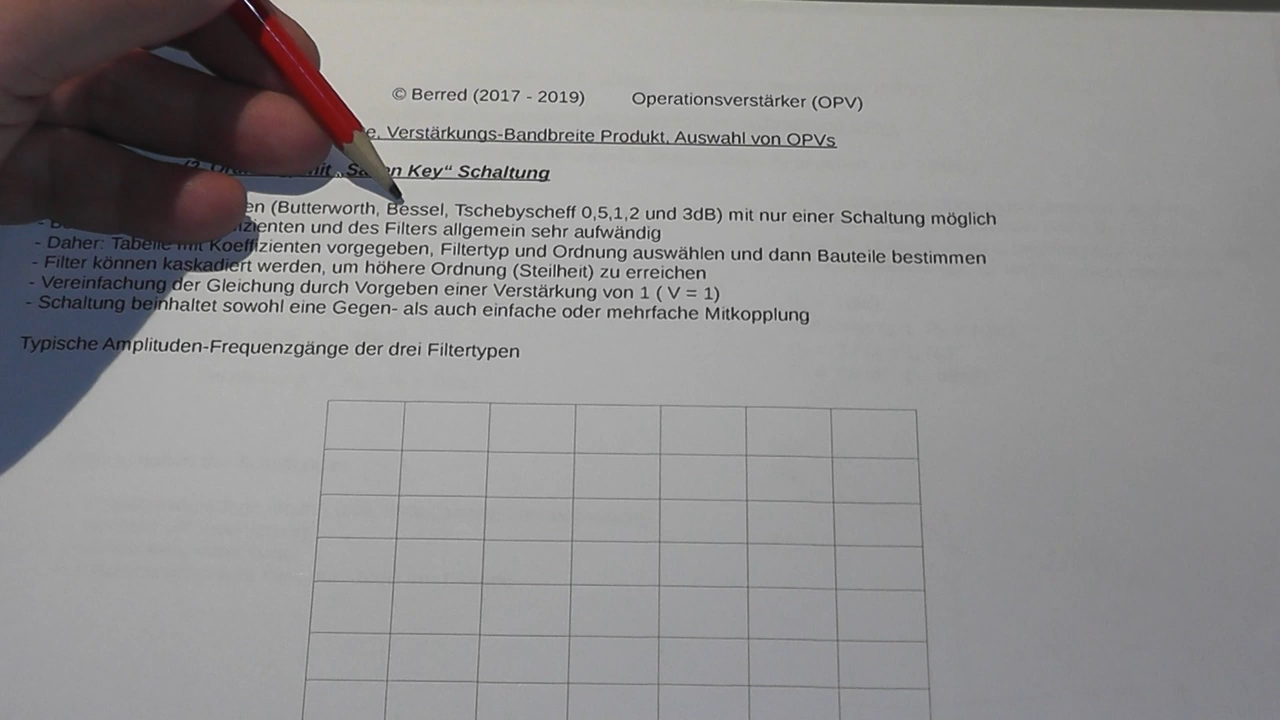 © Berred (2017 - 2019) Operationsverstärker (OPV)
Verstärkungs-Bandbreite Produkt, Auswahl von OPVs
Key“ Schaltung
(Butterworth, Bessel, Tschebyscheff 0,5,1,2 und 3dB) mit nur einer Schaltung möglich
und des Filters allgemein sehr aufwändig
- Daher: Tabelle mit Koeffizienten vorgegeben, Filtertyp und Ordnung auswählen und dann Bauteile bestimmen
- Filter können kaskadiert werden, um höhere Ordnung (Steilheit) zu erreichen
- Vereinfachung der Gleichung durch Vorgeben einer Verstärkung von 1 ( V = 1)
- Schaltung beinhaltet sowohl eine Gegen- als auch einfache oder mehrfache Mitkopplung
Typische Amplituden-Frequenzgänge der drei Filtertypen